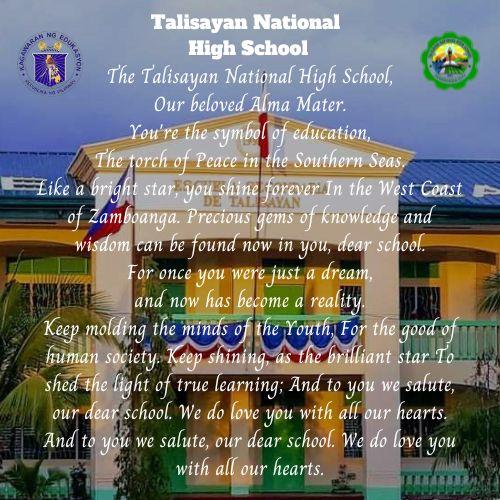 Talisayan National
High School
KAGAWARAN NG EDUKASYON
The Talisayan National High School,
Our beloved Alma Mater.
You're the symbol of education,
The torch of Peace in the Southern Seas.
Like a bright star, you shine forever In the West Coast
of Zamboanga. Precious gems of knowledge and
DE TALISAYAN
wisdom can be found now in you, dear school.
For once you were just a dream,
and now has become a reality.
Keep molding the minds of the Youth, For the good of
human society. Keep shining, as the brilliant star To
shed the light of true learning; And to you we salute,
our dear school. We do love you with all our hearts.
And to you we salute, our dear school. We do love you
with all our hearts.